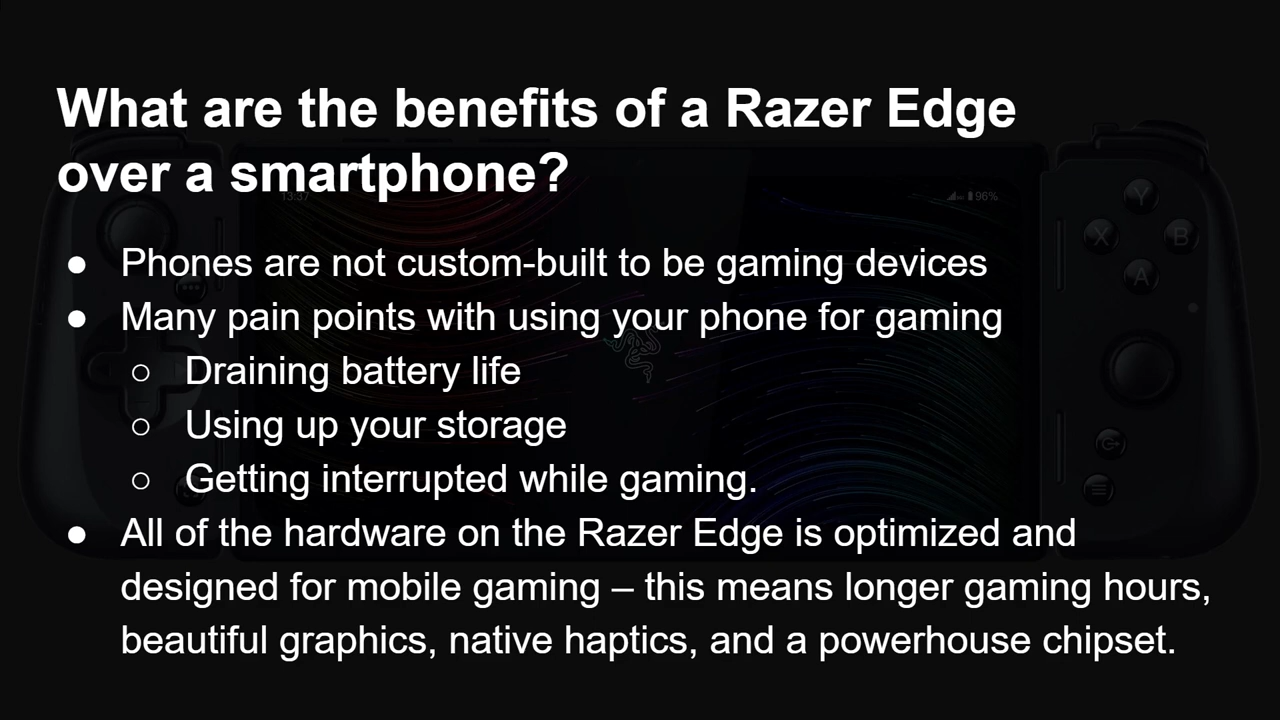 What are the benefits of a Razer Edge
over a smartphone?
13:37
96%
● Phones are not custom-built to be gaming devices
● Many pain points with using your phone for gaming
○ Draining battery life
○ Using up your storage
○ Getting interrupted while gaming.
● All of the hardware on the Razer Edge is optimized and
designed for mobile gaming – this means longer gaming hours,
beautiful graphics, native haptics, and a powerhouse chipset.
Y
X B
A